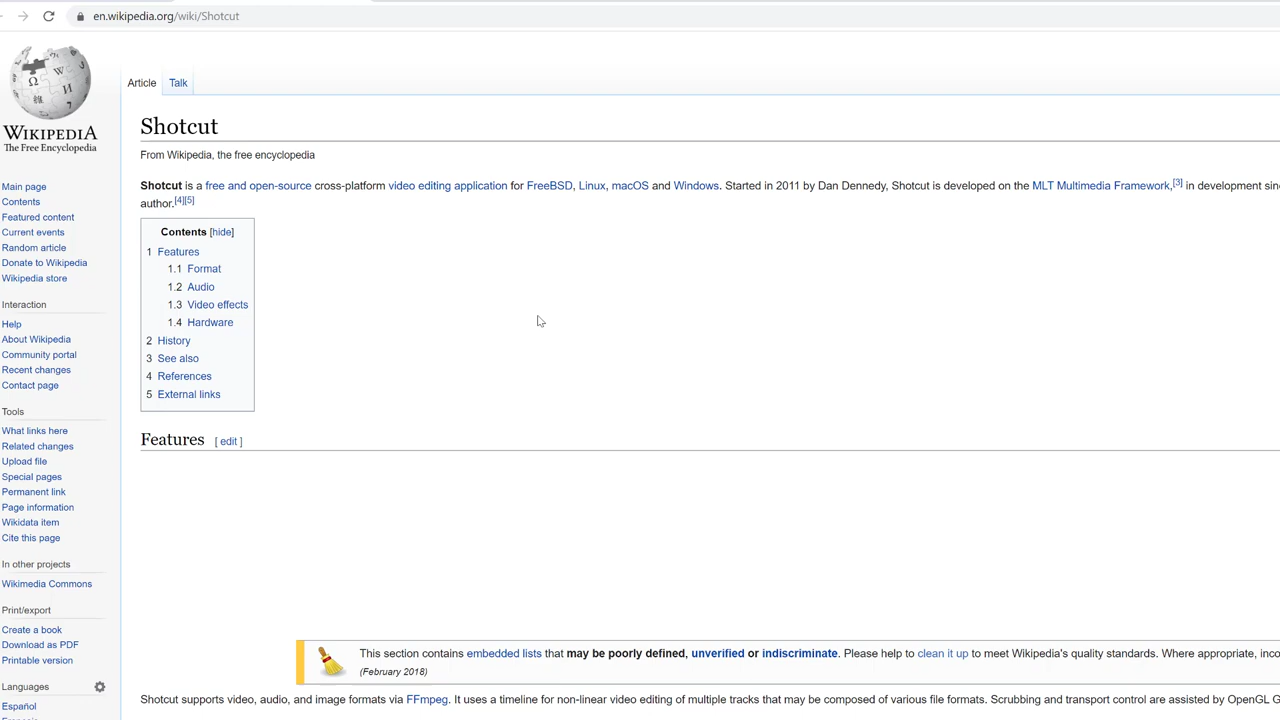 en.wikipedia.org/wiki/Shotcut
WIKIPEDIA
The Free Encyclopedia
Article
Talk
Shotcut
From Wikipedia, the free encyclopedia
Shotcut is a free and open-source cross-platform video editing application for FreeBSD, Linux, macOS and Windows. Started in 2011 by Dan Dennedy, Shotcut is developed on the MLT Multimedia Framework,[3] in development
author.[4][5]
Contents [hide]
1 Features
1.1 Format
1.2 Audio
1.3 Video effects
1.4 Hardware
2 History
3 See also
4 References
5 External links
Main page
Contents
Featured content
Current events
Random article
Donate to Wikipedia
Wikipedia store
Interaction
Help
About Wikipedia
Community portal
Recent changes
Contact page
Tools
What links here
Related changes
Upload file
Special pages
Permanent link
Page information
Wikidata item
Cite this page
In other projects
Wikimedia Commons
Print/export
Create a book
Download as PDF
Printable version
Languages
Español
Features [ edit ]
This section contains embedded lists that may be poorly defined, unverified or indiscriminate. Please help to clean it up to meet Wikipedia's quality standards. Where appropriate,
(February 2018)
Shotcut supports video, audio, and image formats via FFmpeg. It uses a timeline for non-linear video editing of multiple tracks that may be composed of various file formats. Scrubbing and transport control are assisted by OpenGL